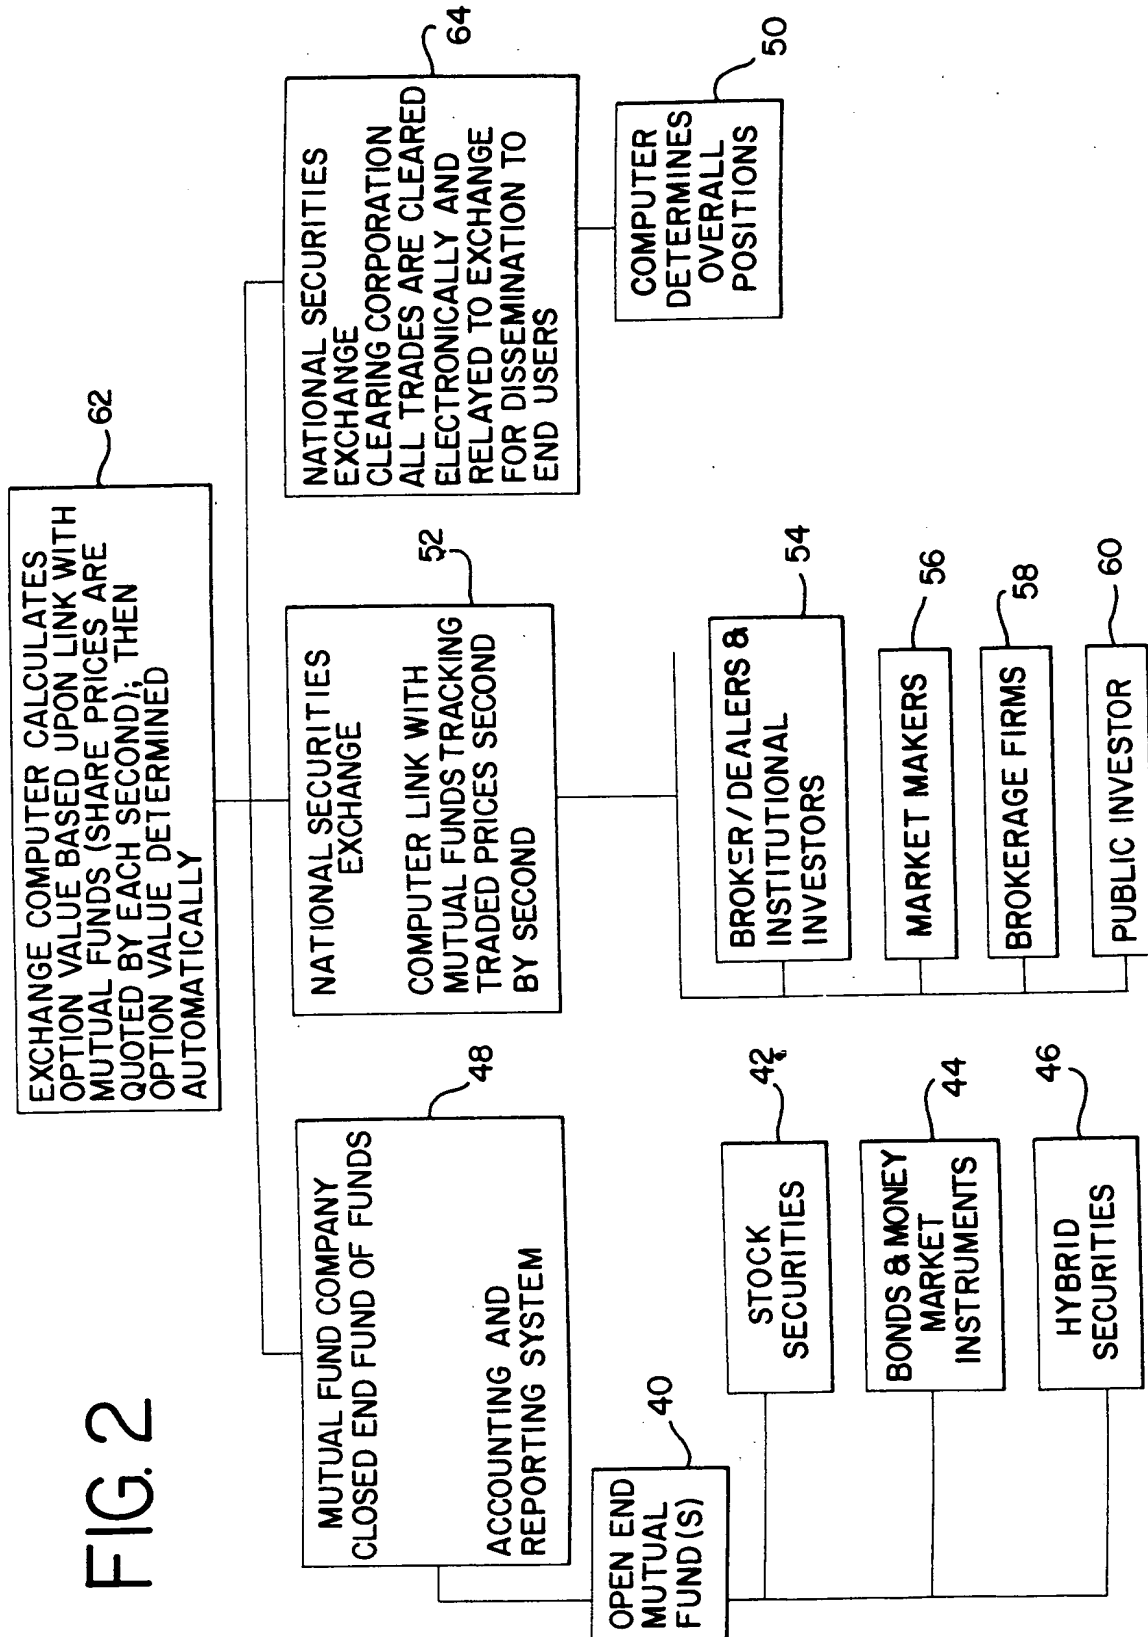 FIG. 2
EXCHANGE COMPUTER CALCULATES
OPTION VALUE BASED UPON LINK WITH
MUTUAL FUNDS (SHARE PRICES ARE
QUOTED BY EACH SECOND); THEN
OPTION VALUE DETERMINED
AUTOMATICALLY
62
MUTUAL FUND COMPANY
CLOSED END FUND OF FUNDS
ACCOUNTING AND
REPORTING SYSTEM
48
NATIONAL SECURITIES
EXCHANGE
COMPUTER LINK WITH
MUTUAL FUNDS TRACKING
TRADED PRICES SECOND
BY SECOND
52
NATIONAL SECURITIES
EXCHANGE
CLEARING CORPORATION
ALL TRADES ARE CLEARED
ELECTRONICALLY AND
RELAYED TO EXCHANGE
FOR DISSEMINATION TO
END USERS
64
OPEN END
MUTUAL
FUND (S)
40
STOCK
SECURITIES
42
BONDS & MONEY
MARKET
INSTRUMENTS
44
HYBRID
SECURITIES
46
BROKER/DEALERS &
INSTITUTIONAL
INVESTORS
54
MARKET MAKERS
56
BROKERAGE FIRMS
58
PUBLIC INVESTOR
60
COMPUTER
DETERMINES
OVERALL
POSITIONS
50